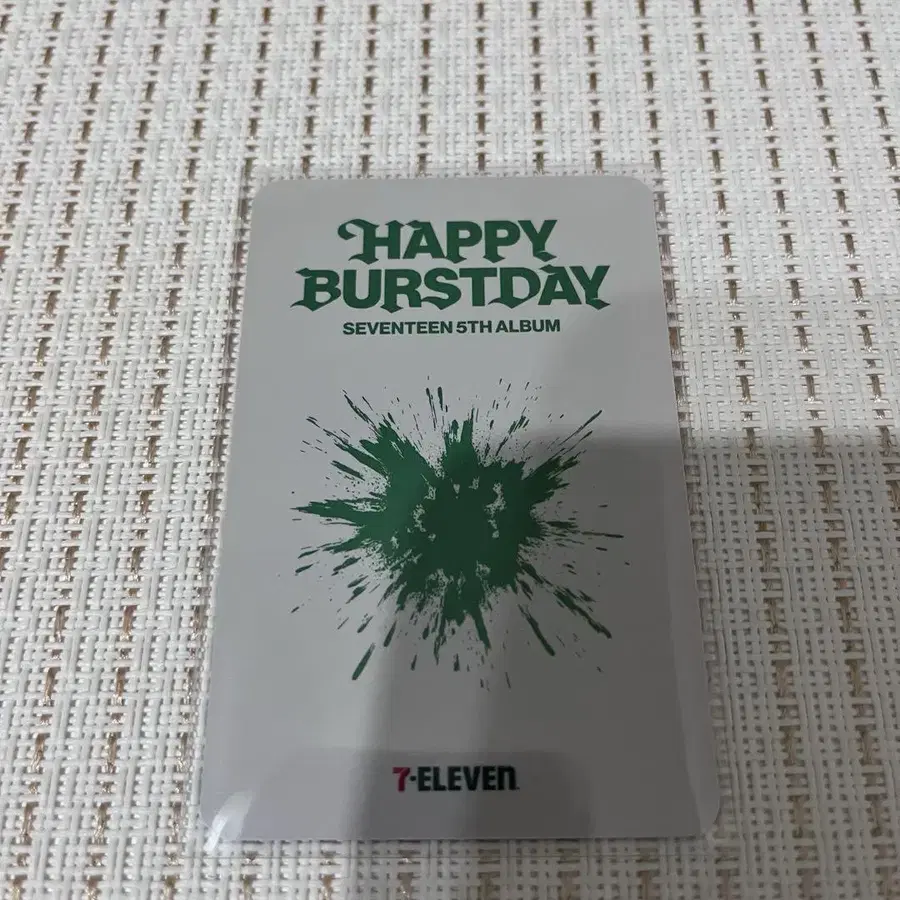 HAPPY
BURSTDAY
SEVENTEEN 5TH ALBUM
7-ELEVEN